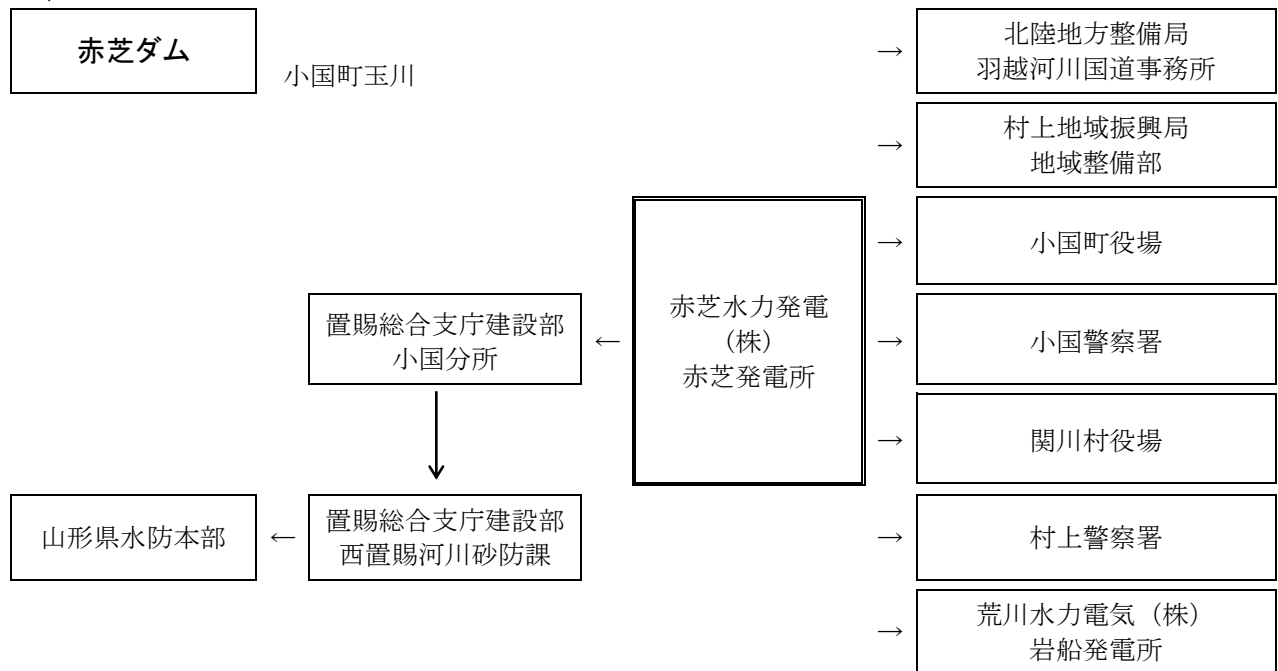 赤芝ダム
小国町玉川
→
北陸地方整備局
羽越河川国道事務所
→
村上地域振興局
地域整備部
→
小国町役場
赤芝水力発電
（株）
赤芝発電所
置賜総合支庁建設部
小国分所
←
→
小国警察署
→
関川村役場
山形県水防本部
←
置賜総合支庁建設部
西置賜河川砂防課
→
村上警察署
→
荒川水力電気（株）
岩船発電所